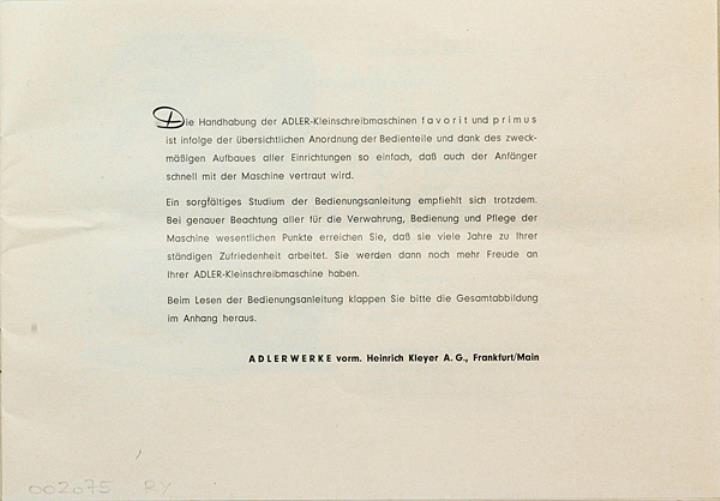 Die Handhabung der ADLER-Kleinschreibmaschinen favorit und primus
ist infolge der übersichtlichen Anordnung der Bedienteile und dank des zweck-
mäßigen Aufbaues aller Einrichtungen so einfach, daß auch der Anfänger
schnell mit der Maschine vertraut wird.
Ein sorgfältiges Studium der Bedienungsanleitung empfiehlt sich trotzdem.
Bei genauer Beachtung aller für die Verwahrung, Bedienung und Pflege der
Maschine wesentlichen Punkte erreichen Sie, daß sie viele Jahre zu Ihrer
ständigen Zufriedenheit arbeitet. Sie werden dann noch mehr Freude an
Ihrer ADLER-Kleinschreibmaschine haben.
Beim Lesen der Bedienungsanleitung klappen Sie bitte die Gesamtabbildung
im Anhang heraus.
ADLERWERKE vorm. Heinrich Kleyer A. G., Frankfurt/Main
002075 RY